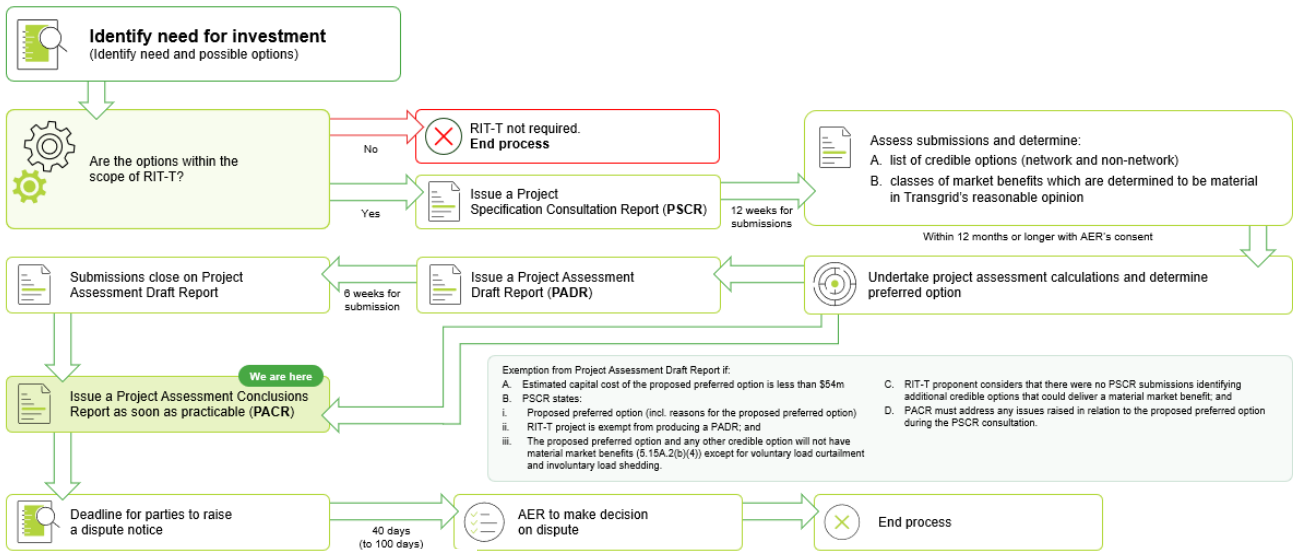 Identify need for investment
(Identify need and possible options)
Are the options within the
scope of RIT-T?
No
Yes
RIT-T not required.
End process
Issue a Project
Specification Consultation Report (PSCR)
12 weeks for
submissions
Assess submissions and determine:
A. list of credible options (network and non-network)
B. classes of market benefits which are determined to be material
in Transgrid's reasonable opinion
Within 12 months or longer with AER's consent
Undertake project assessment calculations and determine
preferred option
Issue a Project Assessment
Draft Report (PADR)
6 weeks for
submission
Submissions close on Project
Assessment Draft Report
We are here
Issue a Project Assessment Conclusions
Report as soon as practicable (PACR)
Exemption from Project Assessment Draft Report if:
A. Estimated capital cost of the proposed preferred option is less than $54m
B. PSCR states:
i. Proposed preferred option (incl. reasons for the proposed preferred option)
ii. RIT-T project is exempt from producing a PADR; and
iii. The proposed preferred option and any other credible option will not have
material market benefits (5.15A.2(b)(4)) except for voluntary load curtailment
and involuntary load shedding.
C. RIT-T proponent considers that there were no PSCR submissions identifying
additional credible options that could deliver a material market benefit; and
D. PACR must address any issues raised in relation to the proposed preferred option
during the PSCR consultation.
Deadline for parties to raise
a dispute notice
40 days
(to 100 days)
AER to make decision
on dispute
End process